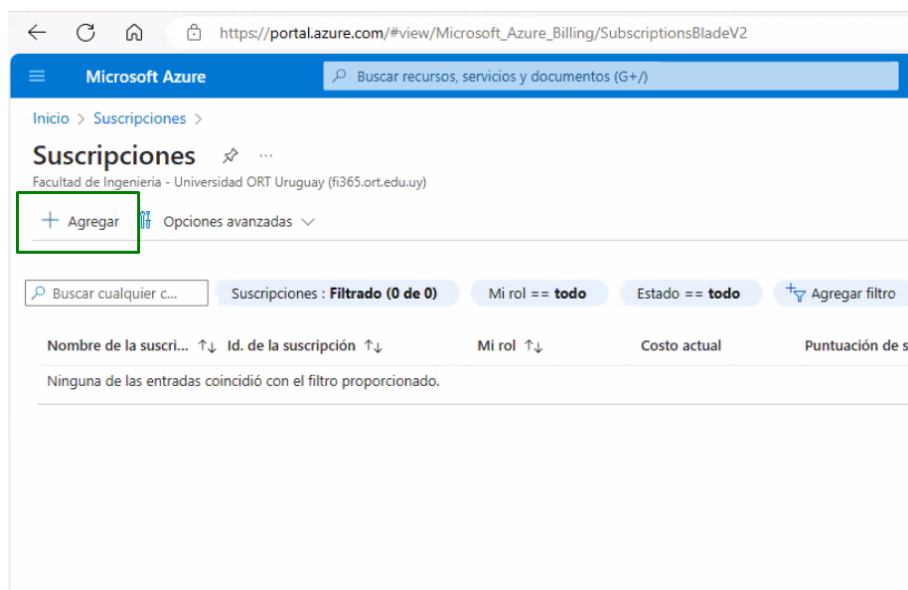 https://portal.azure.com/#view/Microsoft_Azure_Billing/SubscriptionsBladeV2
Microsoft Azure
Buscar recursos, servicios y documentos (G+/)
Inicio > Suscripciones >
Suscripciones ...
Facultad de Ingenieria - Universidad ORT Uruguay (fi365.ort.edu.uy)
+ Agregar Opciones avanzadas
Buscar cualquier c... Suscripciones : Filtrado (0 de 0) Mi rol == todo Estado == todo Agregar filtro
Nombre de la suscri... ↑↓ Id. de la suscripción ↑↓ Mi rol ↑↓ Costo actual Puntuación de s
Ninguna de las entradas coincidió con el filtro proporcionado.